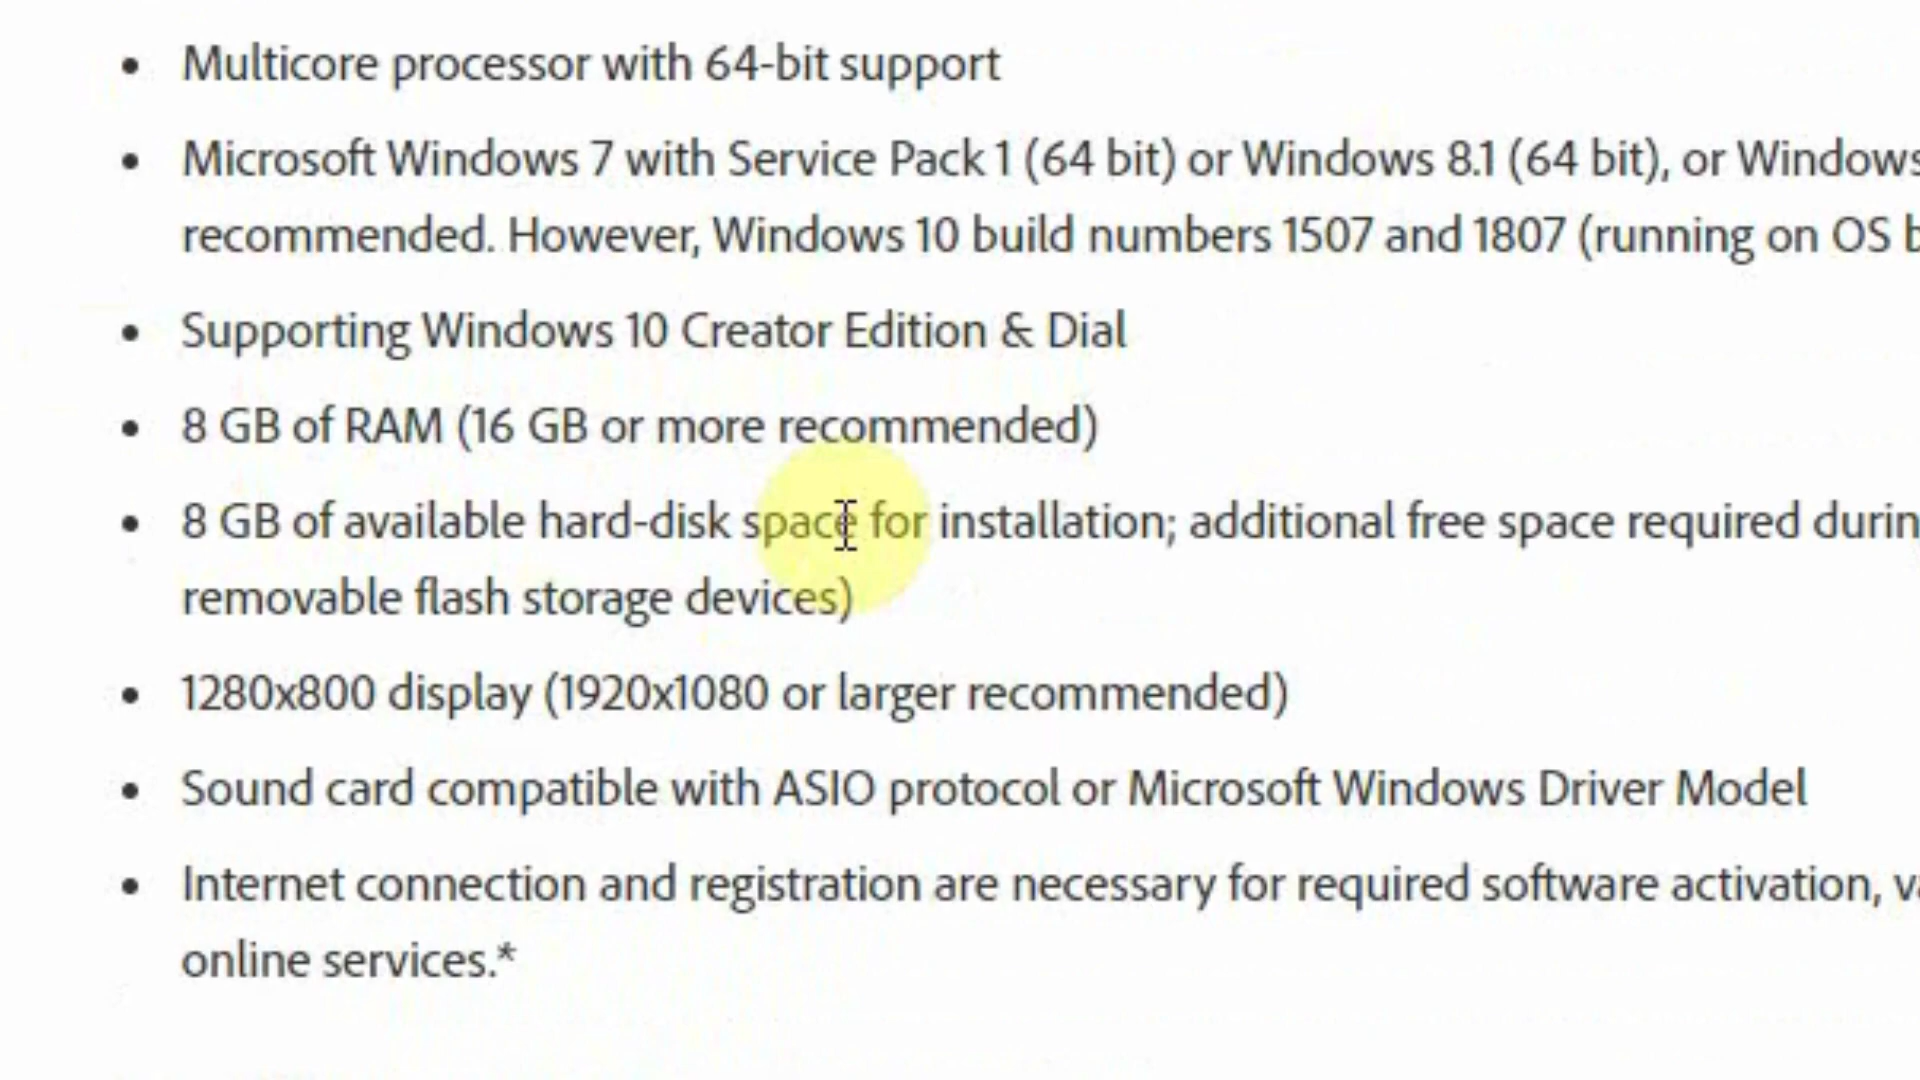 • Multicore processor with 64-bit support
• Microsoft Windows 7 with Service Pack 1 (64 bit) or Windows 8.1 (64 bit), or Windows
recommended. However, Windows 10 build numbers 1507 and 1807 (running on OS b
• Supporting Windows 10 Creator Edition & Dial
• 8 GB of RAM (16 GB or more recommended)
• 8 GB of available hard-disk space for installation; additional free space required durin
removable flash storage devices)
• 1280x800 display (1920x1080 or larger recommended)
• Sound card compatible with ASIO protocol or Microsoft Windows Driver Model
• Internet connection and registration are necessary for required software activation, va
online services.*